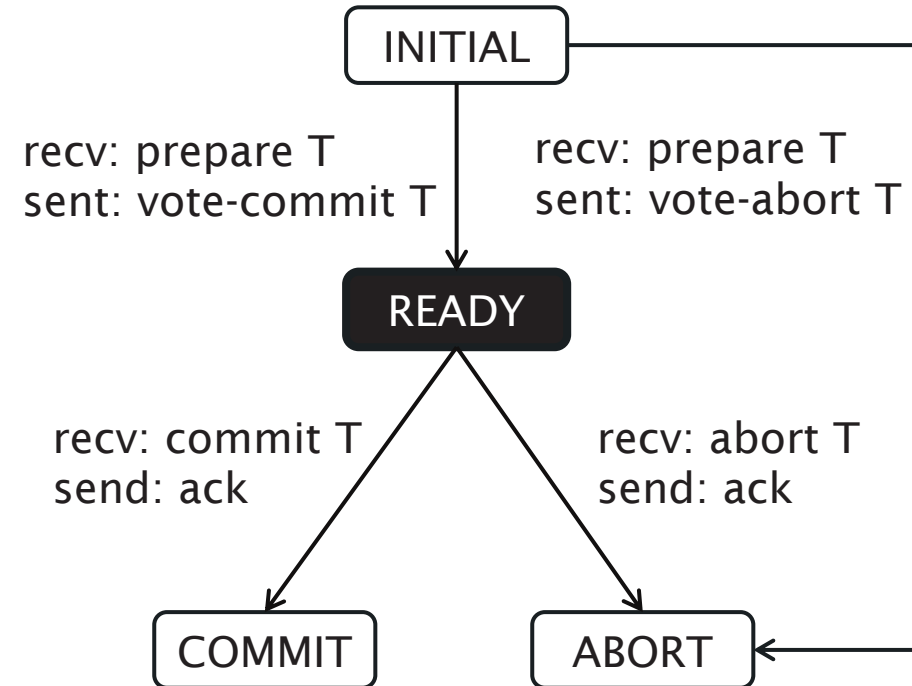 INITIAL
recv: prepare T
sent: vote-commit T
recv: prepare T
sent: vote-abort T
READY
recv: commit T
send: ack
recv: abort T
send: ack
COMMIT
ABORT